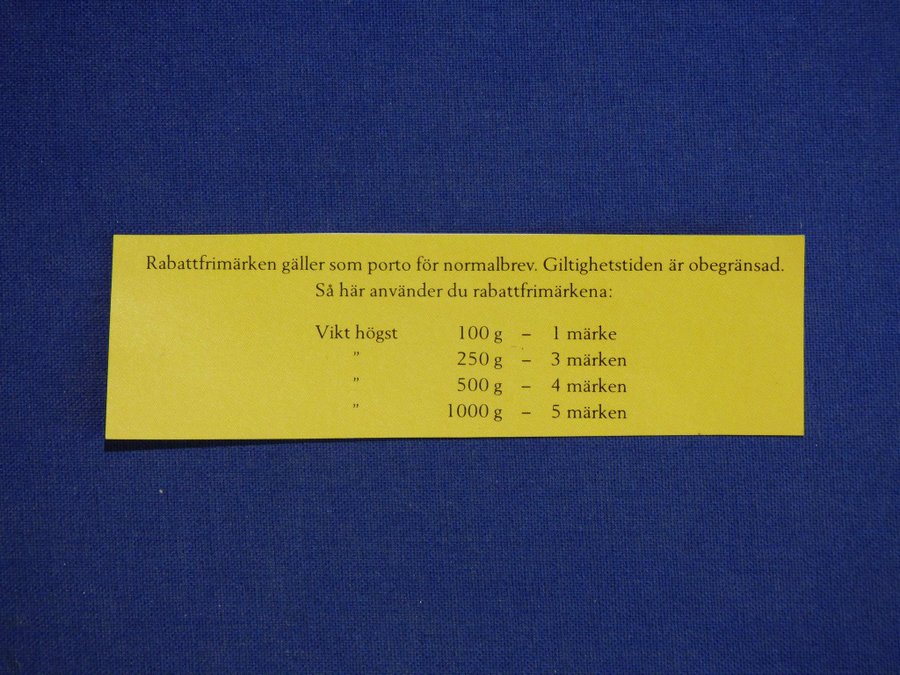 Rabattfrimärken gäller som porto för normalbrev. Giltighetstiden är obegränsad.
Så här använder du rabattfrimärkena:
Vikt högst 100 g – 1 märke
” 250 g – 3 märken
” 500 g – 4 märken
” 1000 g – 5 märken